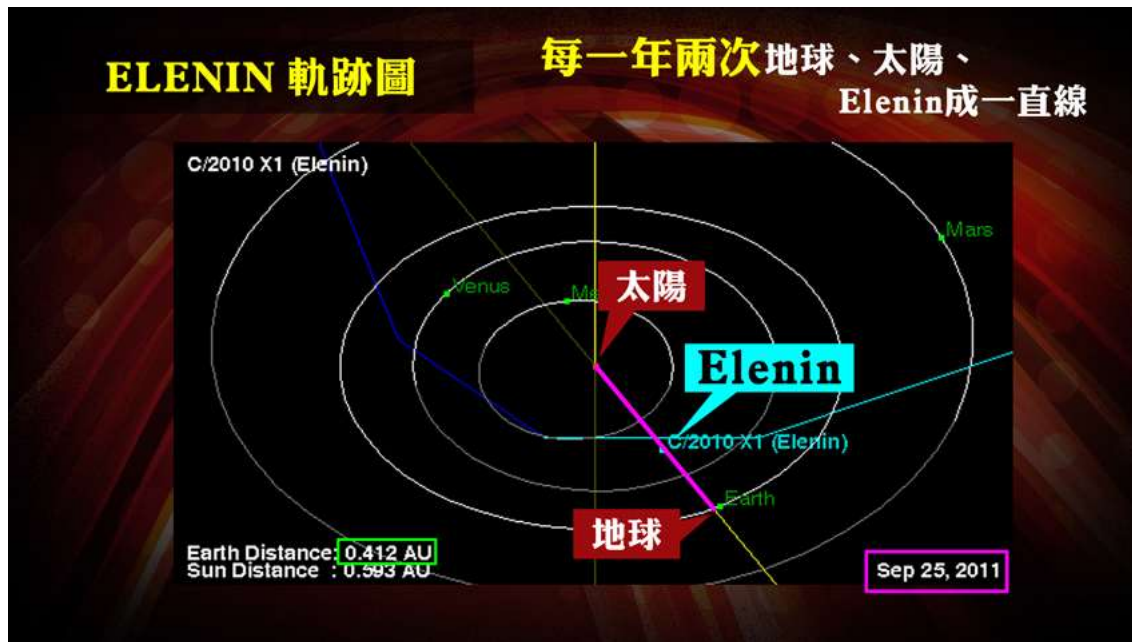 ELENIN 軌跡圖
每一年兩次地球、太陽、
Elenin成一直線
C/2010 X1 (Elenin)
Mars
Venus
Me
太陽
Elenin
C/2010 X1 (Elenin)
Earth
地球
Earth Distance: 0.412 AU
Sun Distance : 0.593 AU
Sep 25, 2011